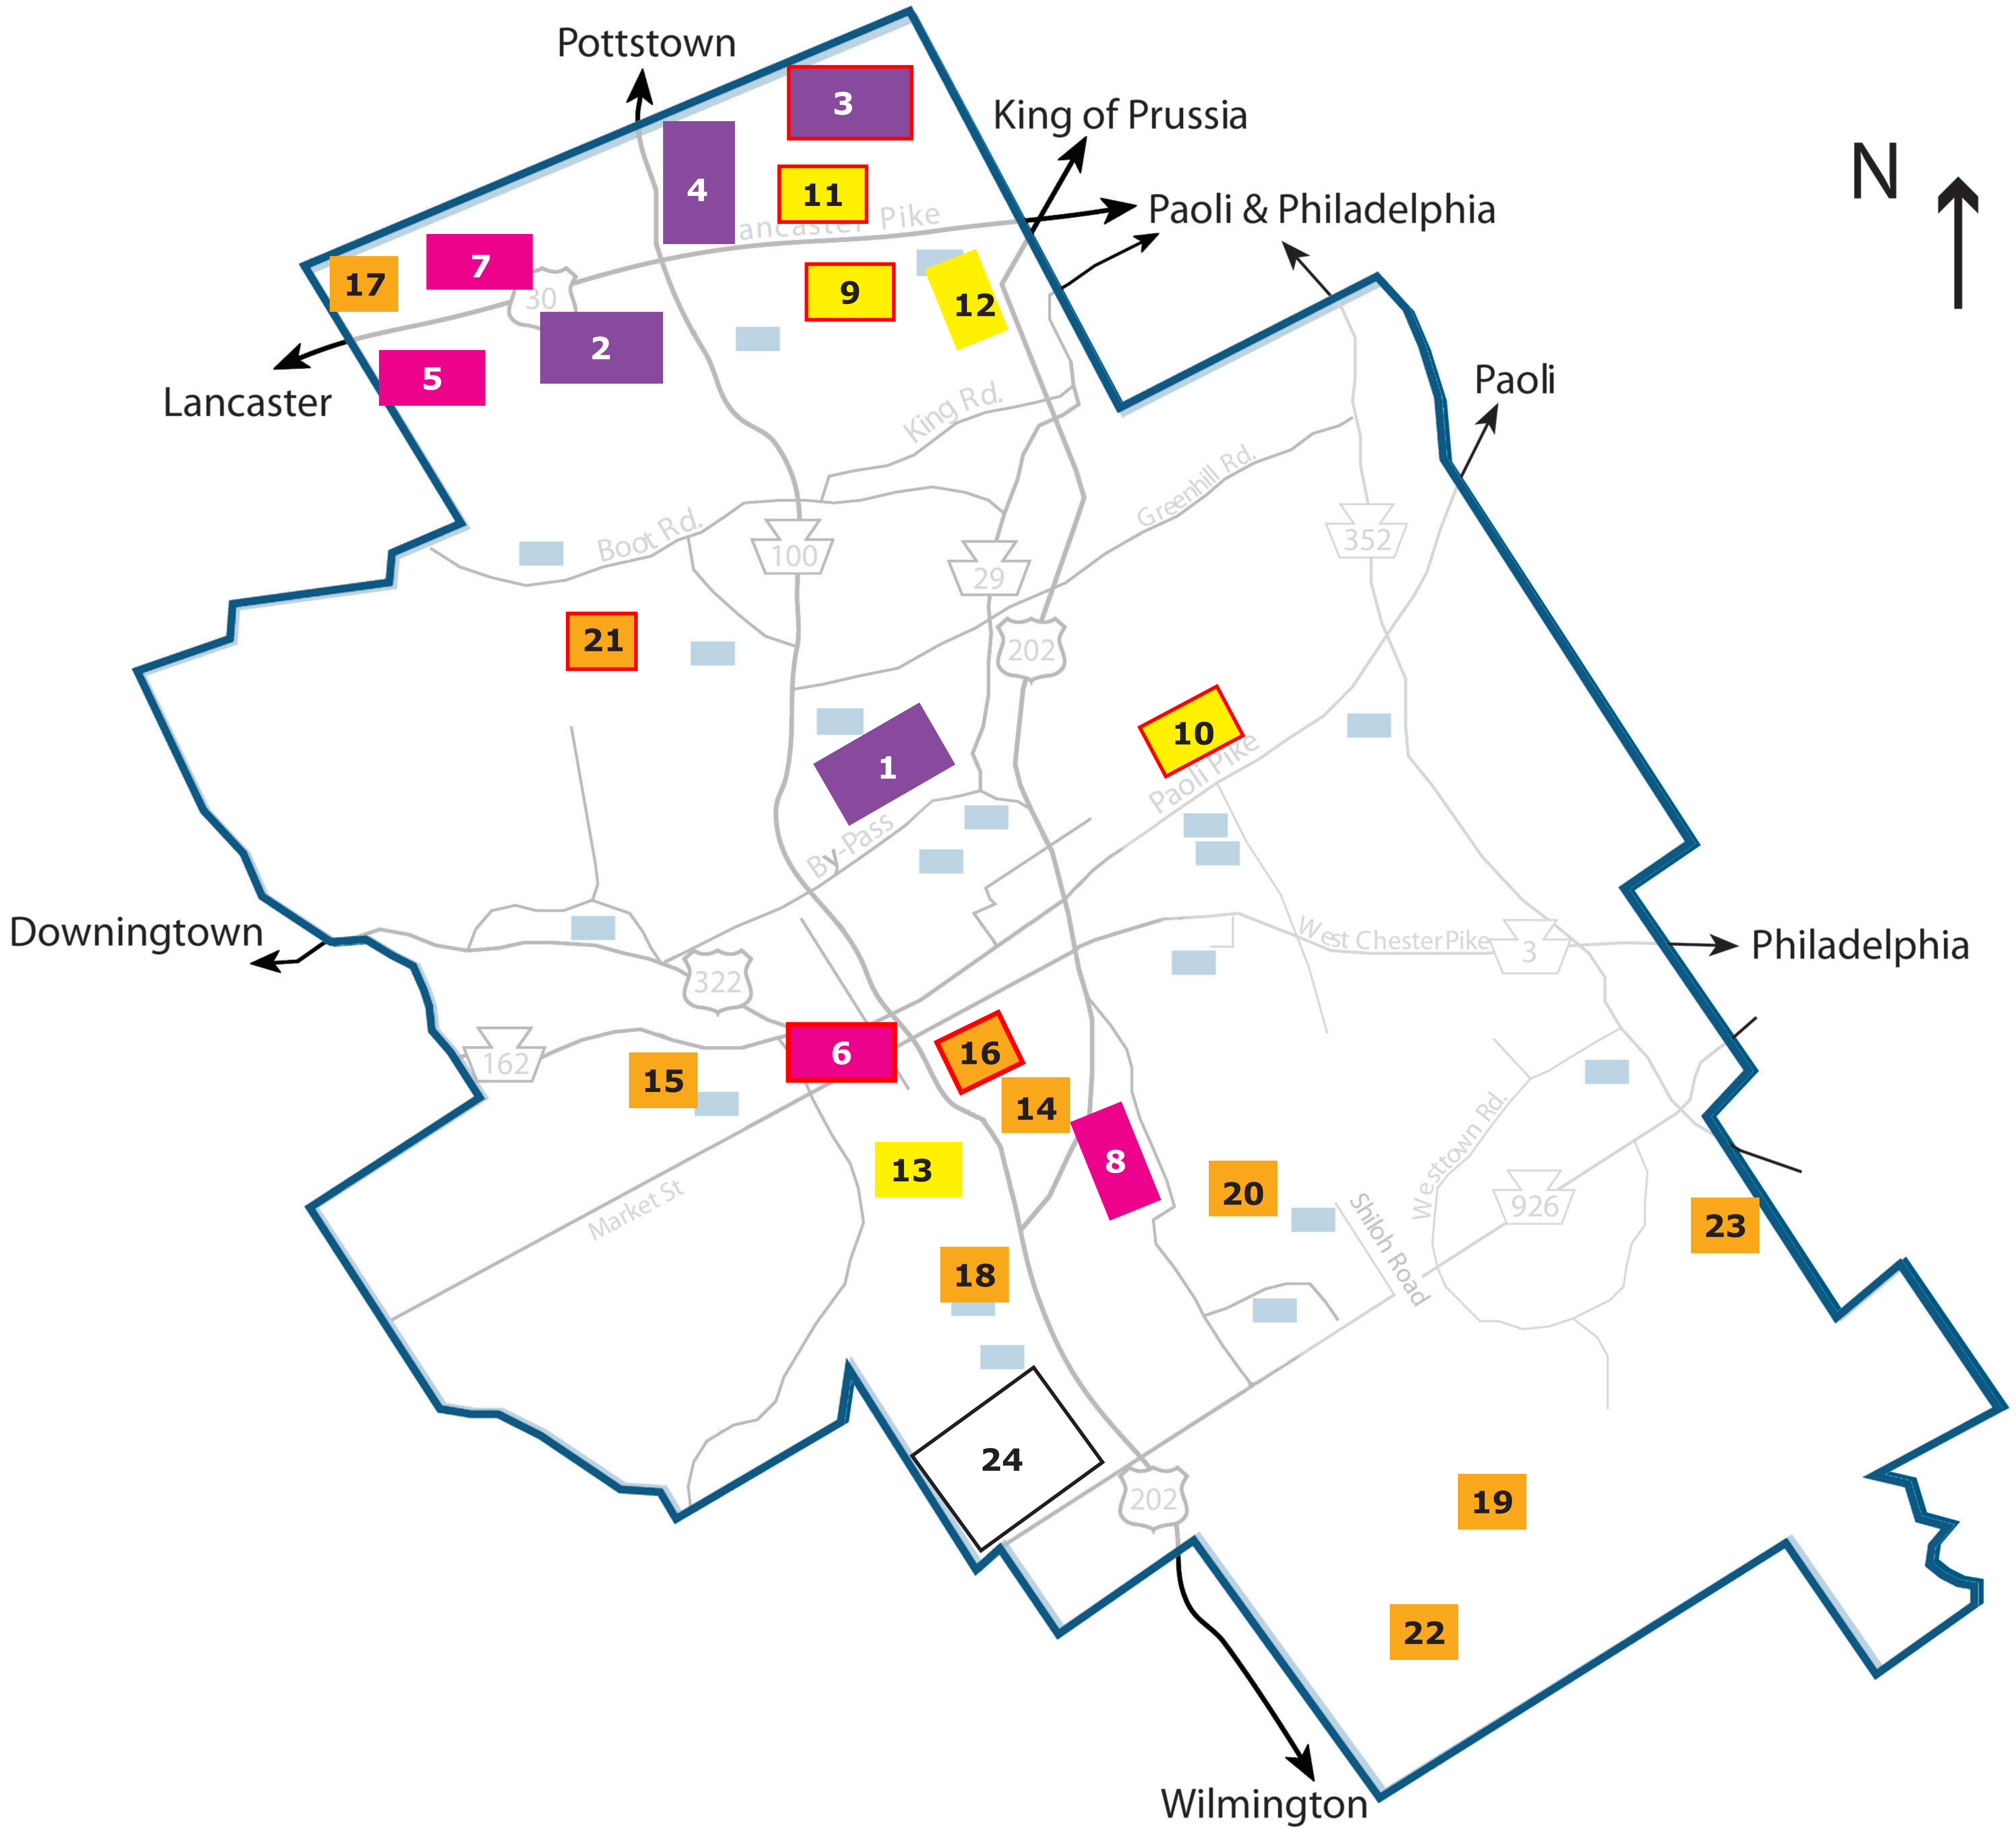 Pottstown
3
King of Prussia
N
4
11
Paoli & Philadelphia
ancaster Pike
7
17
30
9
12
2
5
Lancaster
Paoli
King Rd.
Greenhill Rd.
Boot Rd.
100
29
352
21
202
10
1
Paoli Pike
By-Pass
Downingtown
West Chester Pike
3
Philadelphia
322
6
16
162
15
14
Westtown Rd.
8
13
20
Market St
Shiloh Road
926
23
18
24
202
19
22
Wilmington